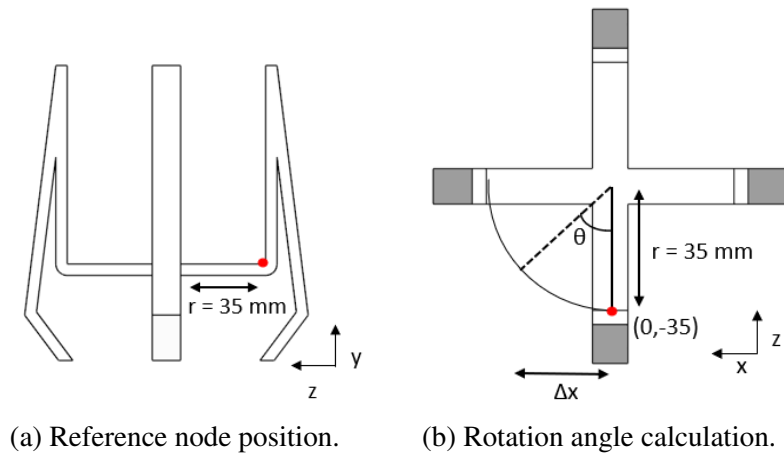 r = 35 mm
y
z
θ
r = 35 mm
(0,-35)
z
x
Δx
(a) Reference node position.
(b) Rotation angle calculation.